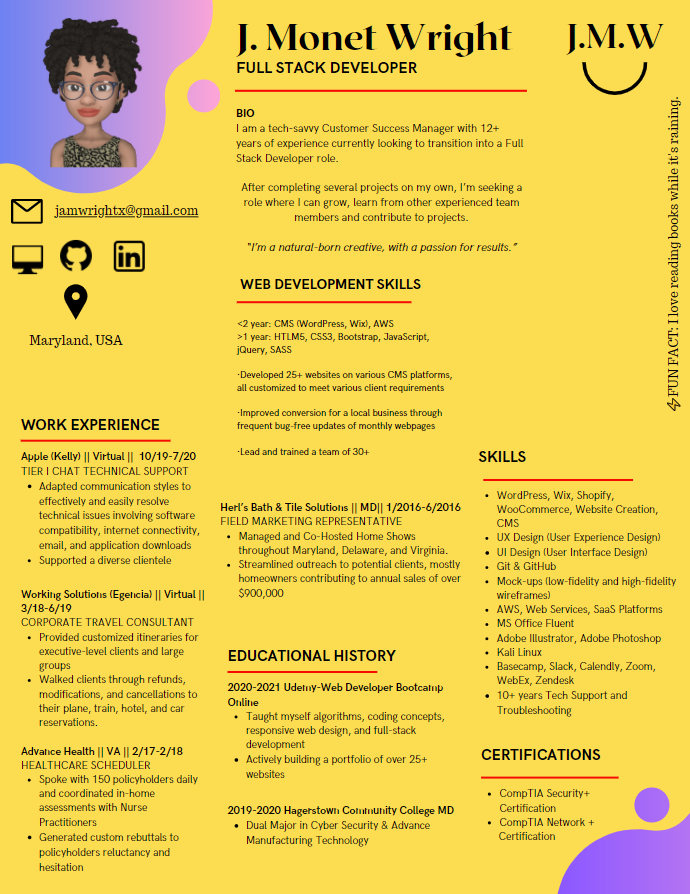 J. Monet Wright
FULL STACK DEVELOPER
J.M.W
BIO
I am a tech-savvy Customer Success Manager with 12+
years of experience currently looking to transition into a Full
Stack Developer role.
After completing several projects on my own, I'm seeking a
role where I can grow, learn from other experienced team
members and contribute to projects.
"I'm a natural-born creative, with a passion for results."
FUN FACT: I love reading books while it's raining.
jamwrightx@gmail.com
in
Maryland, USA
WEB DEVELOPMENT SKILLS
<2 year: CMS (WordPress, Wix), AWS
>1 year: HTLM5, CSS3, Bootstrap, JavaScript,
jQuery, SASS
·Developed 25+ websites on various CMS platforms,
all customized to meet various client requirements
·Improved conversion for a local business through
frequent bug-free updates of monthly webpages
·Lead and trained a team of 30+
WORK EXPERIENCE
Apple (Kelly) || Virtual || 10/19-7/20
TIER I CHAT TECHNICAL SUPPORT
• Adapted communication styles to
effectively and easily resolve
technical issues involving software
compatibility, internet connectivity,
email, and application downloads
• Supported a diverse clientele
Working Solutions (Egencia) || Virtual ||
3/18-6/19
CORPORATE TRAVEL CONSULTANT
• Provided customized itineraries for
executive-level clients and large
groups
• Walked clients through refunds,
modifications, and cancellations to
their plane, train, hotel, and car
reservations.
Advance Health || VA || 2/17-2/18
HEALTHCARE SCHEDULER
• Spoke with 150 policyholders daily
and coordinated in-home
assessments with Nurse
Practitioners
• Generated custom rebuttals to
policyholders reluctancy and
hesitation
Herl's Bath & Tile Solutions || MD|| 1/2016-6/2016
FIELD MARKETING REPRESENTATIVE
• Managed and Co-Hosted Home Shows
throughout Maryland, Delaware, and Virginia.
• Streamlined outreach to potential clients, mostly
homeowners contributing to annual sales of over
$900,000
EDUCATIONAL HISTORY
2020-2021 Udemy-Web Developer Bootcamp
Online
• Taught myself algorithms, coding concepts,
responsive web design, and full-stack
development
• Actively building a portfolio of over 25+
websites
2019-2020 Hagerstown Community College MD
• Dual Major in Cyber Security & Advance
Manufacturing Technology
SKILLS
• WordPress, Wix, Shopify,
WooCommerce, Website Creation,
CMS
• UX Design (User Experience Design)
• UI Design (User Interface Design)
• Git & GitHub
• Mock-ups (low-fidelity and high-fidelity
wireframes)
• AWS, Web Services, SaaS Platforms
• MS Office Fluent
• Adobe Illustrator, Adobe Photoshop
• Kali Linux
• Basecamp, Slack, Calendly, Zoom,
WebEx, Zendesk
• 10+ years Tech Support and
Troubleshooting
CERTIFICATIONS
• CompTIA Security+
Certification
• CompTIA Network +
Certification